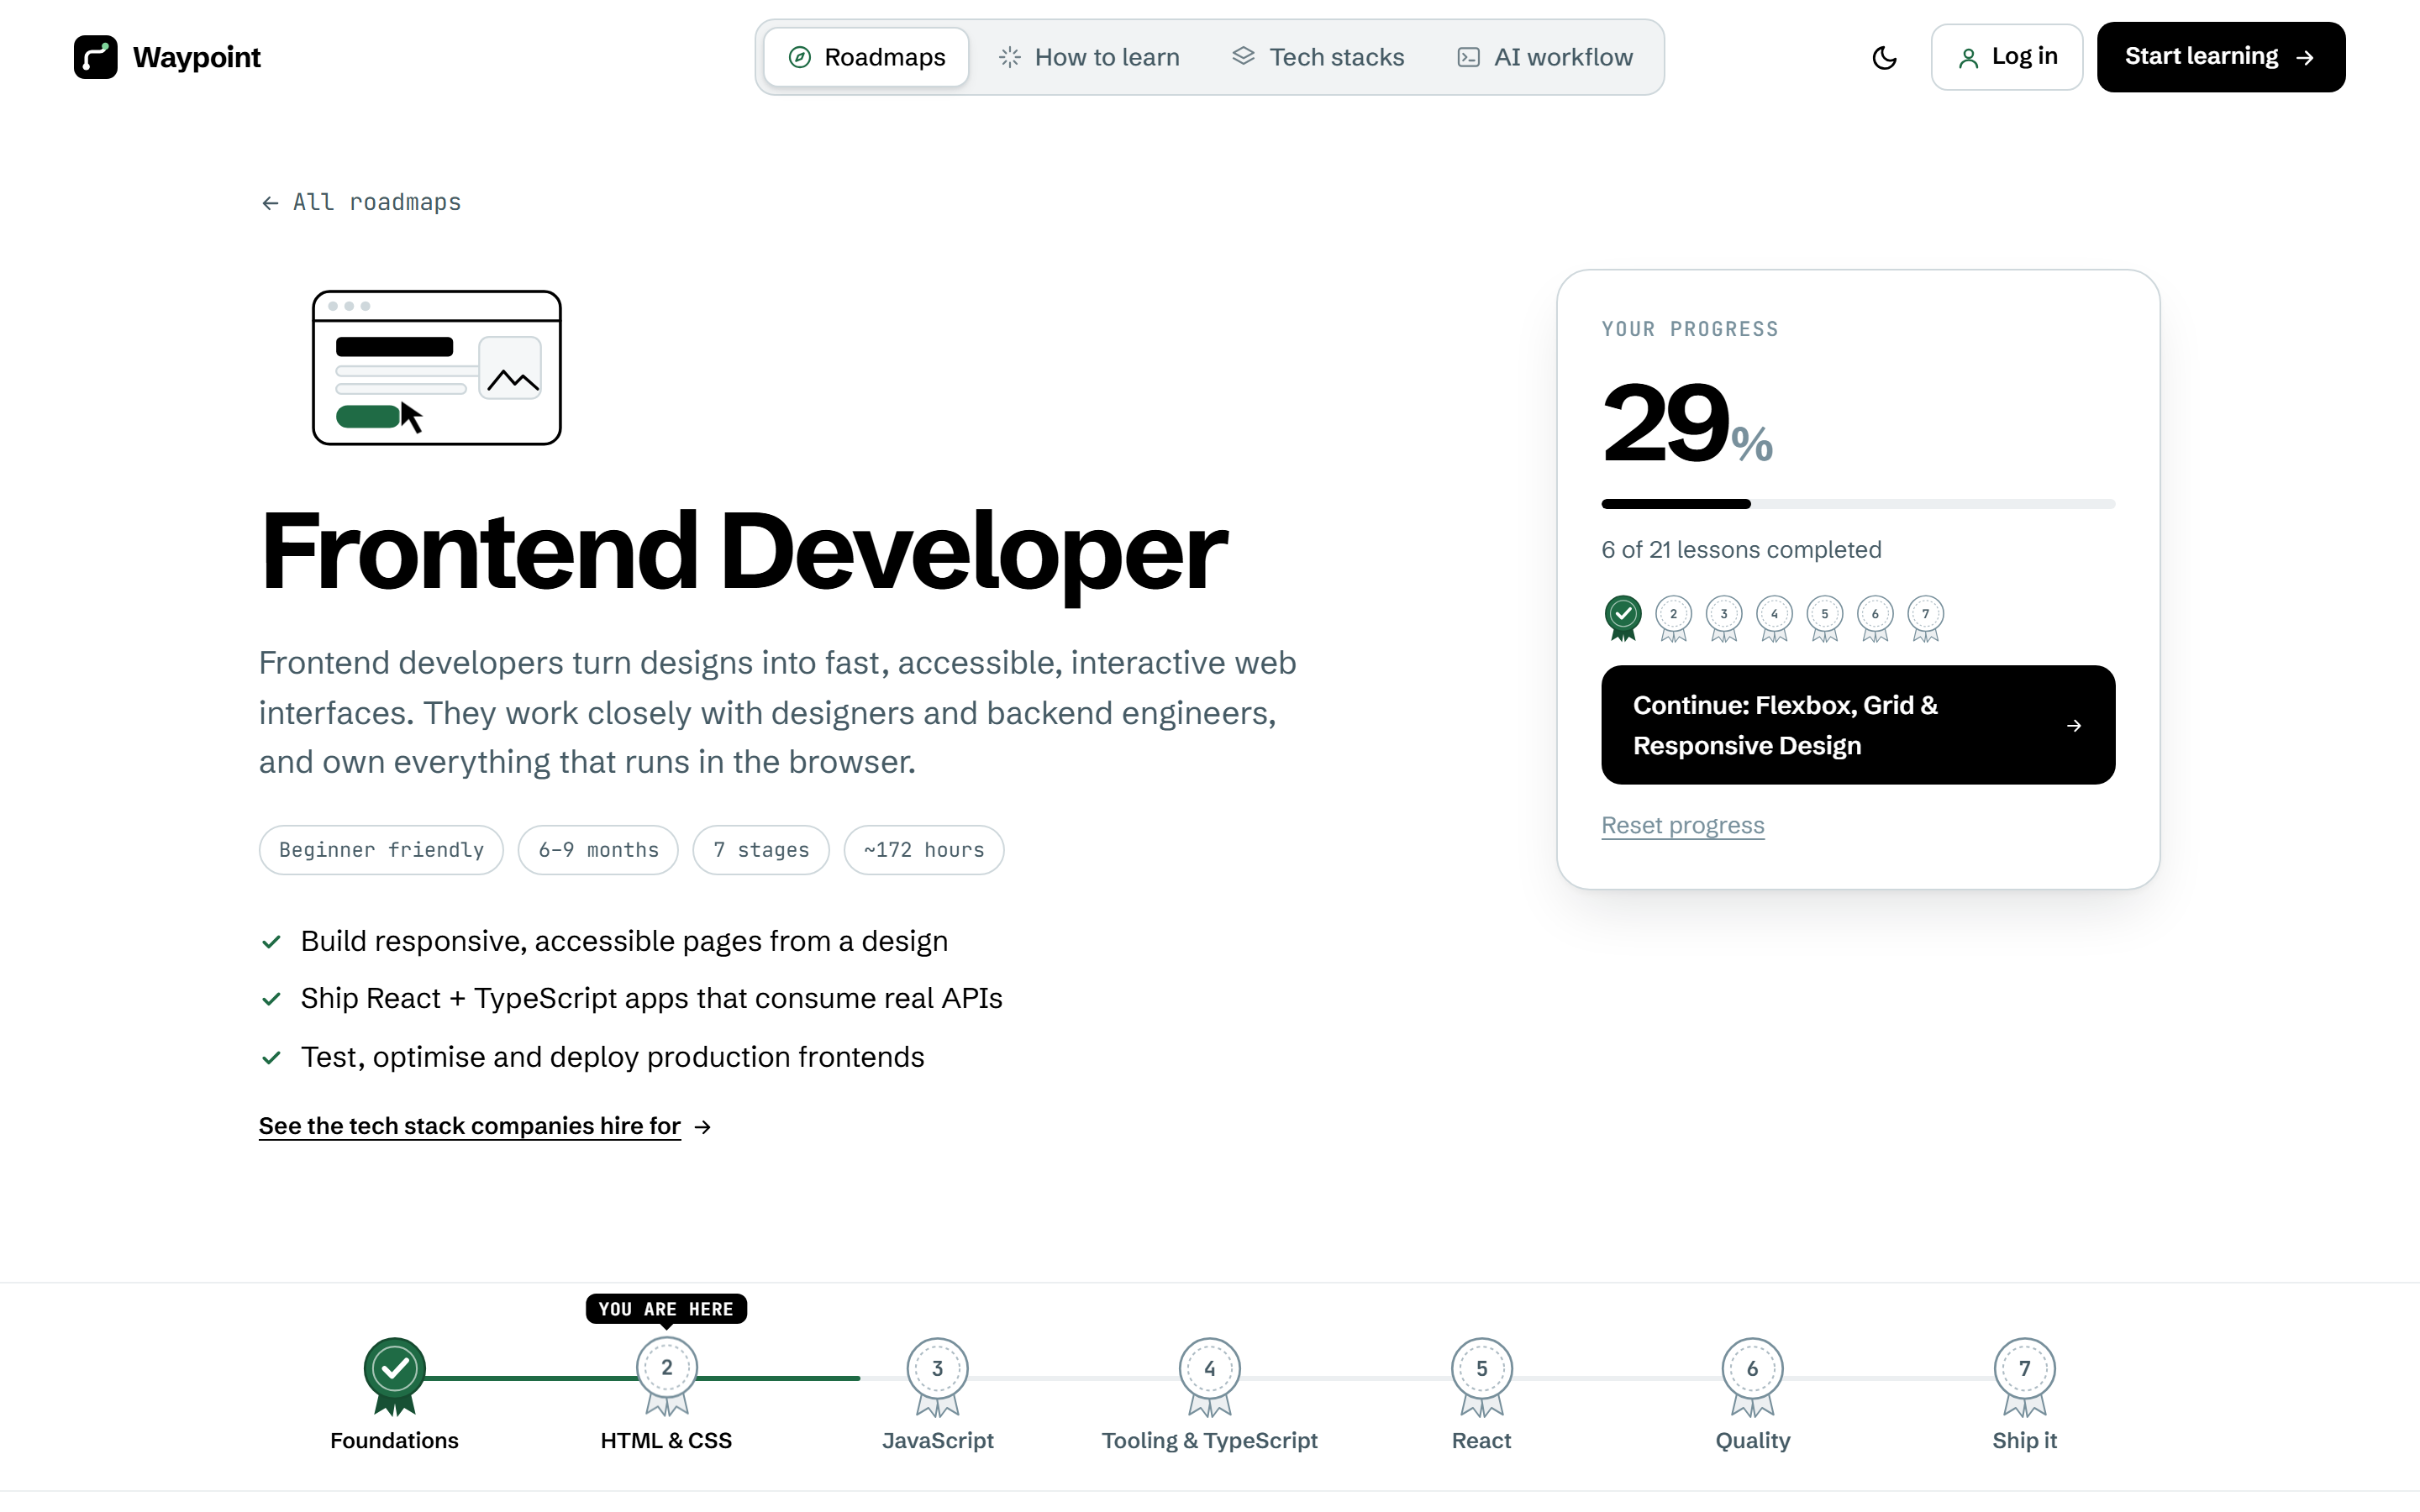 Waypoint
Roadmaps
How to learn
Tech stacks
AI workflow
Log in
Start learning →
← All roadmaps
Frontend Developer
Frontend developers turn designs into fast, accessible, interactive web
interfaces. They work closely with designers and backend engineers,
and own everything that runs in the browser.
Beginner friendly
6–9 months
7 stages
~172 hours
Build responsive, accessible pages from a design
Ship React + TypeScript apps that consume real APIs
Test, optimise and deploy production frontends
See the tech stack companies hire for →
YOUR PROGRESS
29%
6 of 21 lessons completed
2 3 4 5 6 7
Continue: Flexbox, Grid &
Responsive Design →
Reset progress
YOU ARE HERE
2 3 4 5 6 7
Foundations
HTML & CSS
JavaScript
Tooling & TypeScript
React
Quality
Ship it